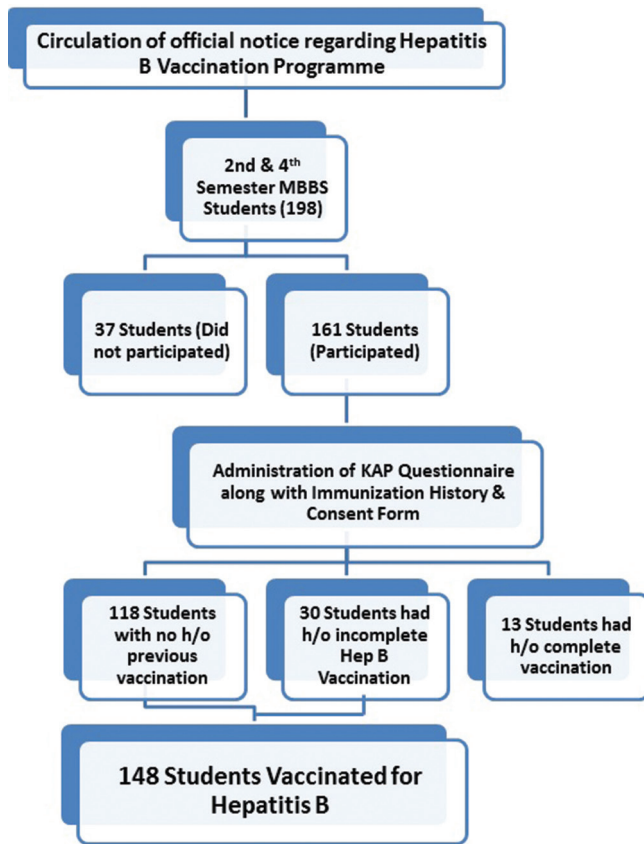 Circulation of official notice regarding Hepatitis
B Vaccination Programme
2nd & 4th
Semester MBBS
Students (198)
37 Students (Did
not participated)
161 Students
(Participated)
Administration of KAP Questionnaire
along with Immunization History &
Consent Form
118 Students
with no h/o
previous
vaccination
30 Students had
h/o incomplete
Hep B
Vaccination
13 Students had
h/o complete
vaccination
148 Students Vaccinated for
Hepatitis B